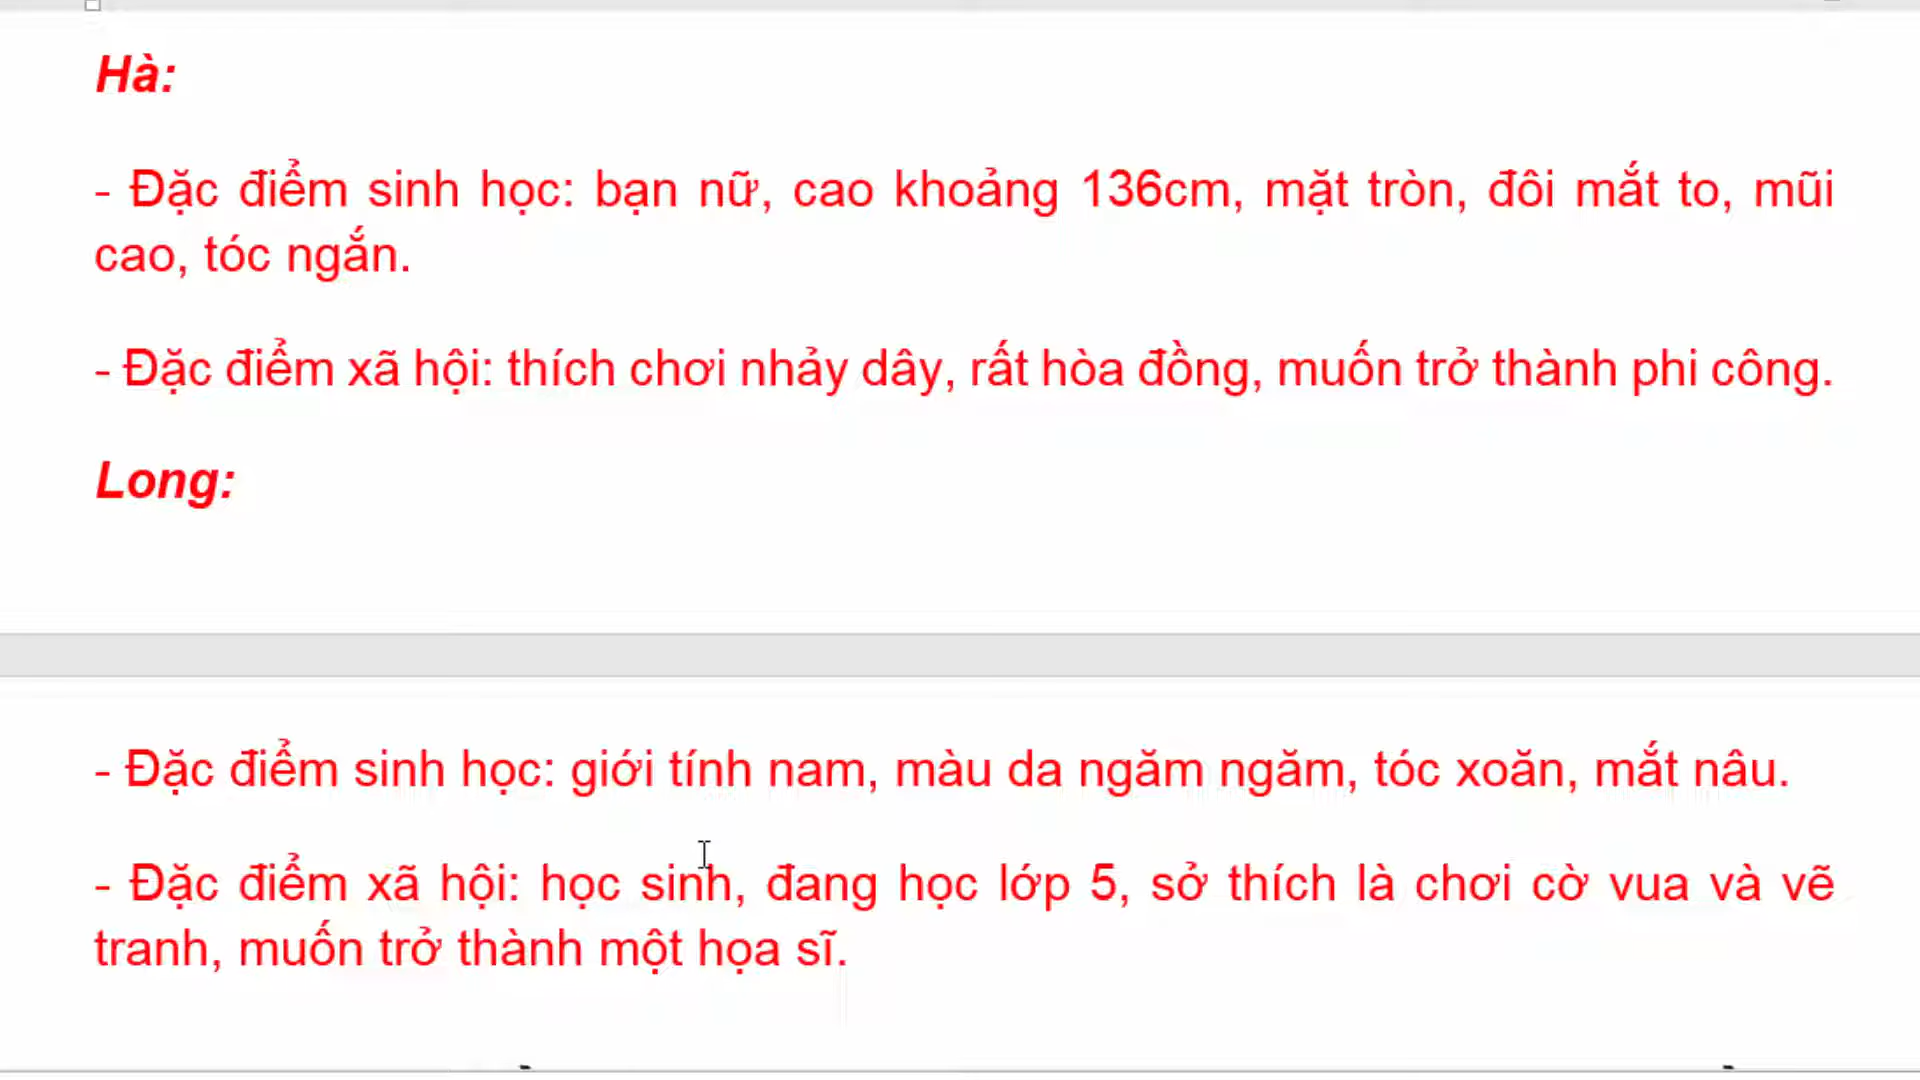 Hà:
- Đặc điểm sinh học: bạn nữ, cao khoảng 136cm, mặt tròn, đôi mắt to, mũi
cao, tóc ngắn.
- Đặc điểm xã hội: thích chơi nhảy dây, rất hòa đồng, muốn trở thành phi công.
Long:
- Đặc điểm sinh học: giới tính nam, màu da ngăm ngăm, tóc xoăn, mắt nâu.
- Đặc điểm xã hội: học sinh, đang học lớp 5, sở thích là chơi cờ vua và vẽ
tranh, muốn trở thành một họa sĩ.